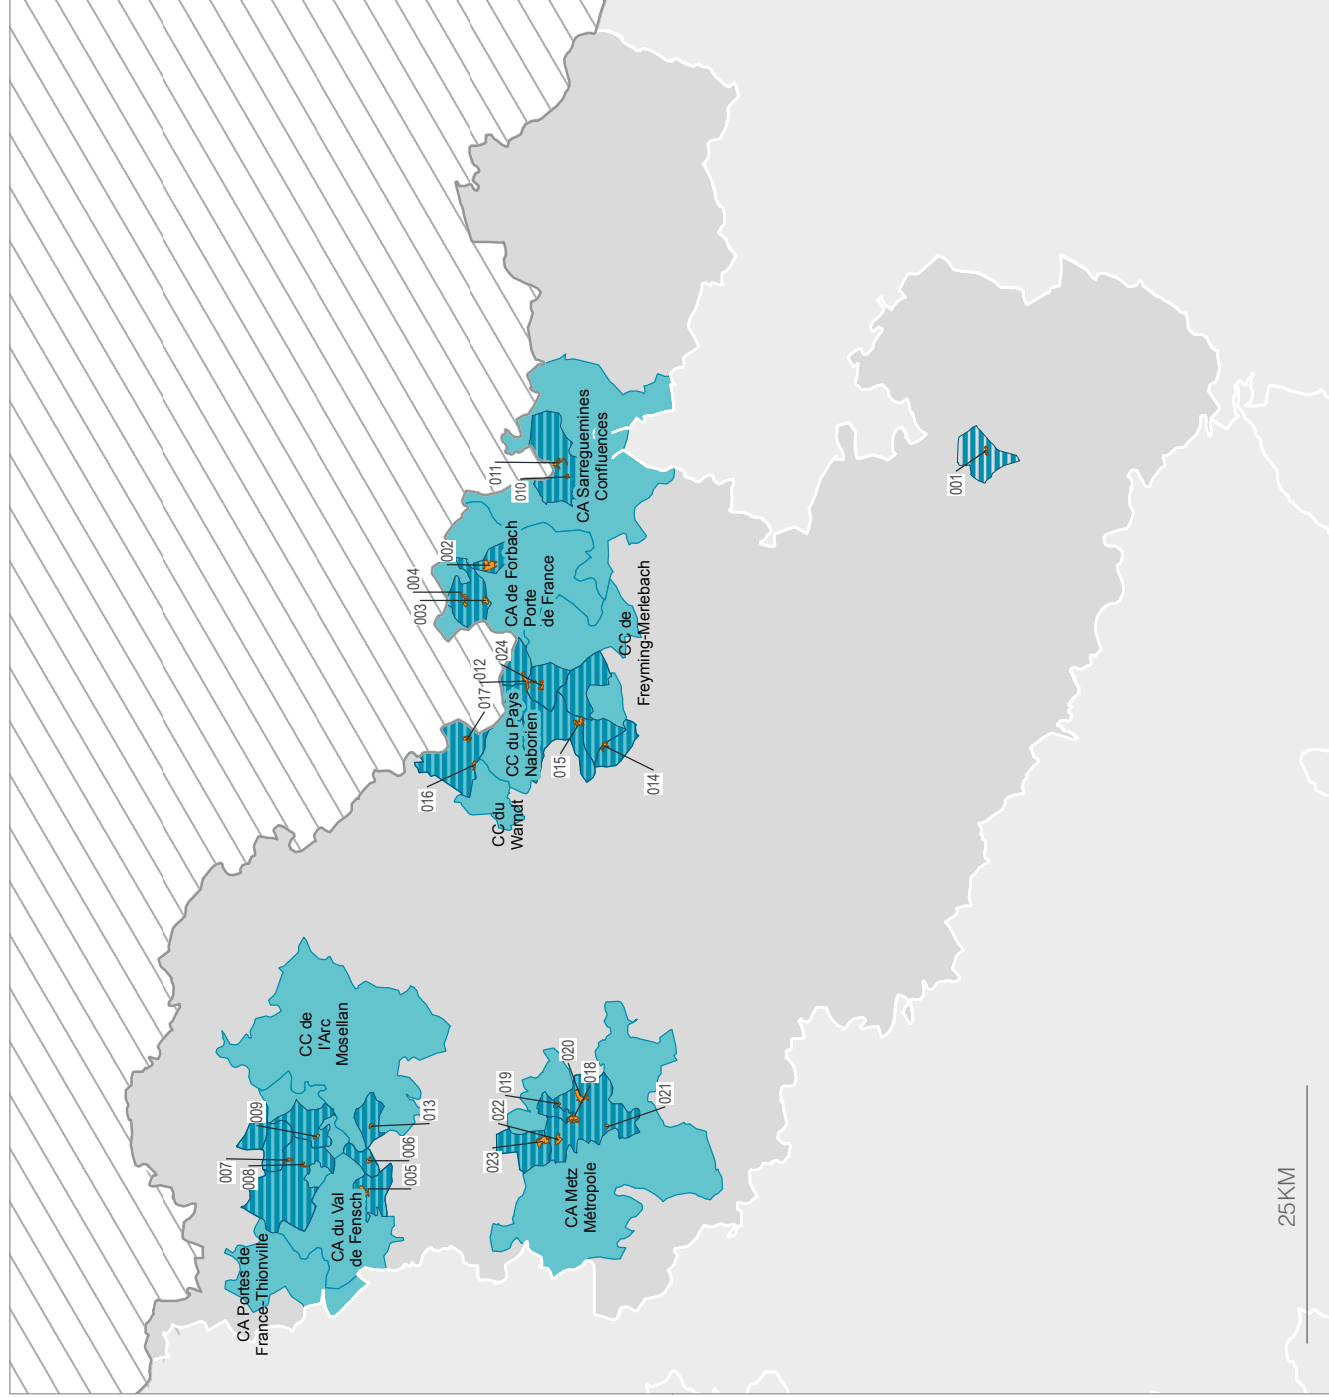 CA Portes de
France-Thionville
CA du Val
de Fensch
CC de
l'Arc
Mosellan
007
008
009
005
006
013
CA Metz
Métropole
023
022
019
020
018
021
CC du
Warndt
CC du Pays
Naborien
016
017
012
024
015
014
CC de
Freyming-Merlebach
CA de Forbach
Porte
de France
003
004
002
CA Sarreguemines
Confluences
010
011
001
25KM